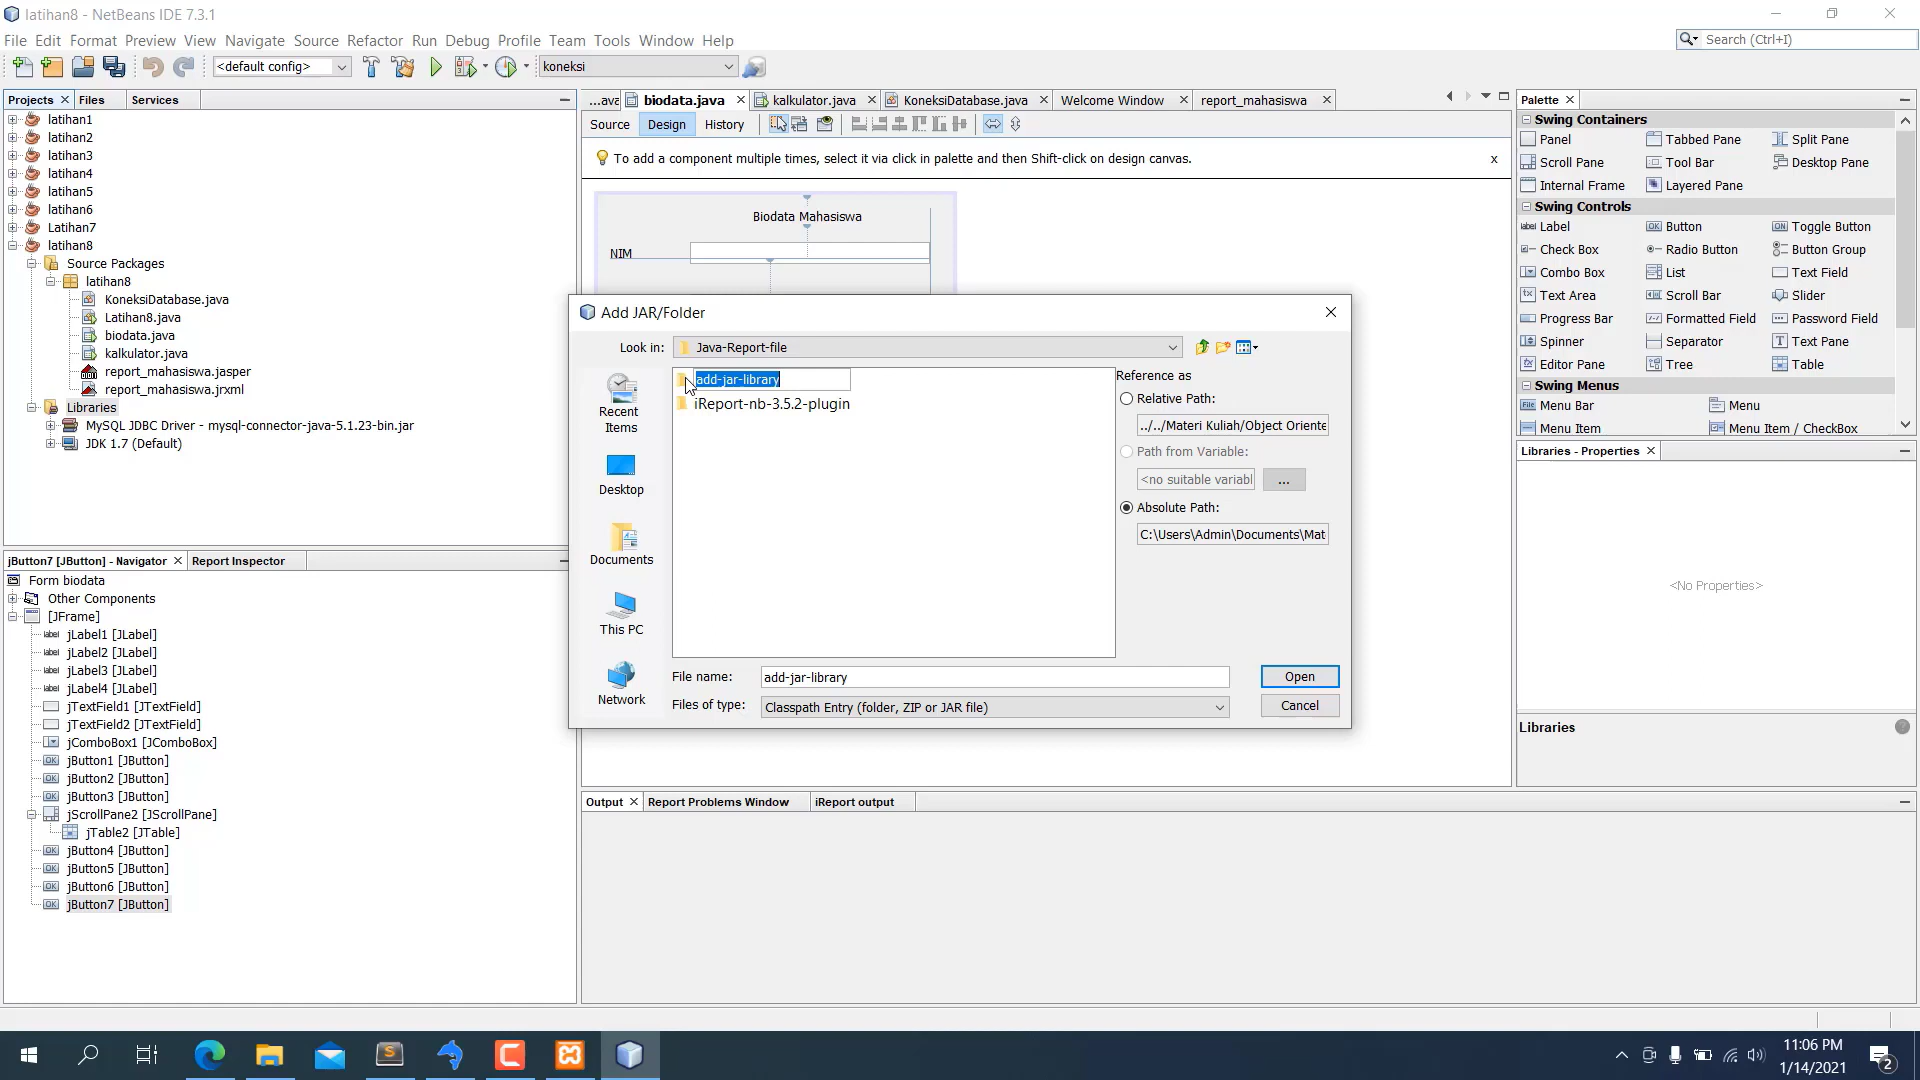 latihan8 - NetBeans IDE 7.3.1
File Edit Format Preview View Navigate Source Refactor Run Debug Profile Team Tools Window Help
Search (Ctrl+I)
<default config>
koneksi
Projects Files Services
...ava biodata.java kalkulator.java KoneksiDatabase.java Welcome Window report_mahasiswa
Source Design History
To add a component multiple times, select it via click in palette and then Shift-click on design canvas. x
latihan1
latihan2
latihan3
latihan4
latihan5
latihan6
Latihan7
latihan8
Source Packages
latihan8
KoneksiDatabase.java
Latihan8.java
biodata.java
kalkulator.java
report_mahasiswa.jasper
report_mahasiswa.jrxml
Libraries
MySQL JDBC Driver - mysql-connector-java-5.1.23-bin.jar
JDK 1.7 (Default)
Biodata Mahasiswa
NIM
Add JAR/Folder
Look in: Java-Report-file
Recent Items
Desktop
Documents
This PC
Network
add-jar-library
iReport-nb-3.5.2-plugin
Reference as
Relative Path:
../../Materi Kuliah/Object Oriente
Path from Variable:
<no suitable variabl ...
Absolute Path:
C:\Users\Admin\Documents\Mat
File name: add-jar-library
Open
Files of type: Classpath Entry (folder, ZIP or JAR file)
Cancel
Palette
Swing Containers
Panel Tabbed Pane Split Pane
Scroll Pane Tool Bar Desktop Pane
Internal Frame Layered Pane
Swing Controls
label Label OK Button ON Toggle Button
Check Box Radio Button Button Group
Combo Box List Text Field
Text Area Scroll Bar Slider
Progress Bar Formatted Field Password Field
Spinner Separator Text Pane
Editor Pane Tree Table
Swing Menus
Menu Bar Menu
Menu Item Menu Item / CheckBox
Libraries - Properties
<No Properties>
Libraries
jButton7 [JButton] - Navigator Report Inspector
Form biodata
Other Components
[JFrame]
label jLabel1 [JLabel]
label jLabel2 [JLabel]
label jLabel3 [JLabel]
label jLabel4 [JLabel]
jTextField1 [JTextField]
jTextField2 [JTextField]
jComboBox1 [JComboBox]
OK jButton1 [JButton]
OK jButton2 [JButton]
OK jButton3 [JButton]
jScrollPane2 [JScrollPane]
jTable2 [JTable]
OK jButton4 [JButton]
OK jButton5 [JButton]
OK jButton6 [JButton]
OK jButton7 [JButton]
Output Report Problems Window iReport output
11:06 PM
1/14/2021
2